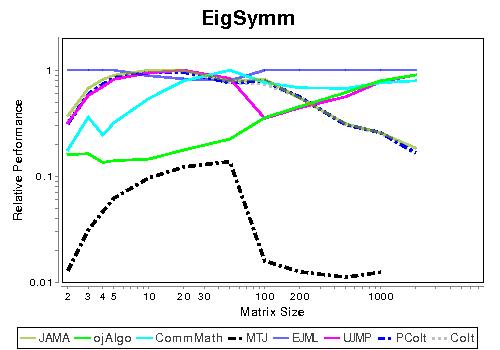 EigSymm
Relative Performance
1
0.1
0.01
2 3 4 5 10 20 30 100 200 300 1000
Matrix Size
JAMA ojAlgo CommMath MTJ EJML UJMP PColt Colt